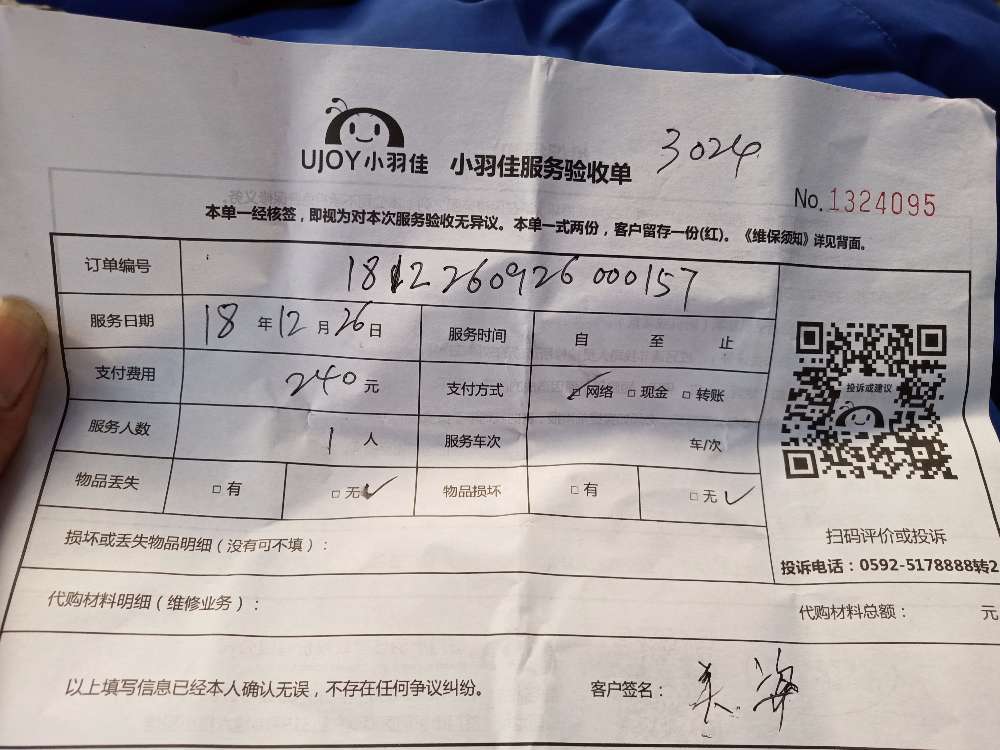 3024
UJOY小羽佳 小羽佳服务验收单
No.1324095
本单一经核签，即视为对本次服务验收无异议。本单一式两份，客户留存一份(红)。《维保须知》详见背面。
订单编号 1812260926000157
服务日期 18年12月26日 服务时间 自 至 止
支付费用 240元 支付方式 ☑网络 □现金 □转账
服务人数 1人 服务车次 车/次
物品丢失 □有 □无✓ 物品损坏 □有 □无✓
投诉或建议
扫码评价或投诉
投诉电话：0592-5178888转2
损坏或丢失物品明细（没有可不填）：
代购材料明细（维修业务）： 代购材料总额： 元
以上填写信息已经本人确认无误，不存在任何争议纠纷。 客户签名：